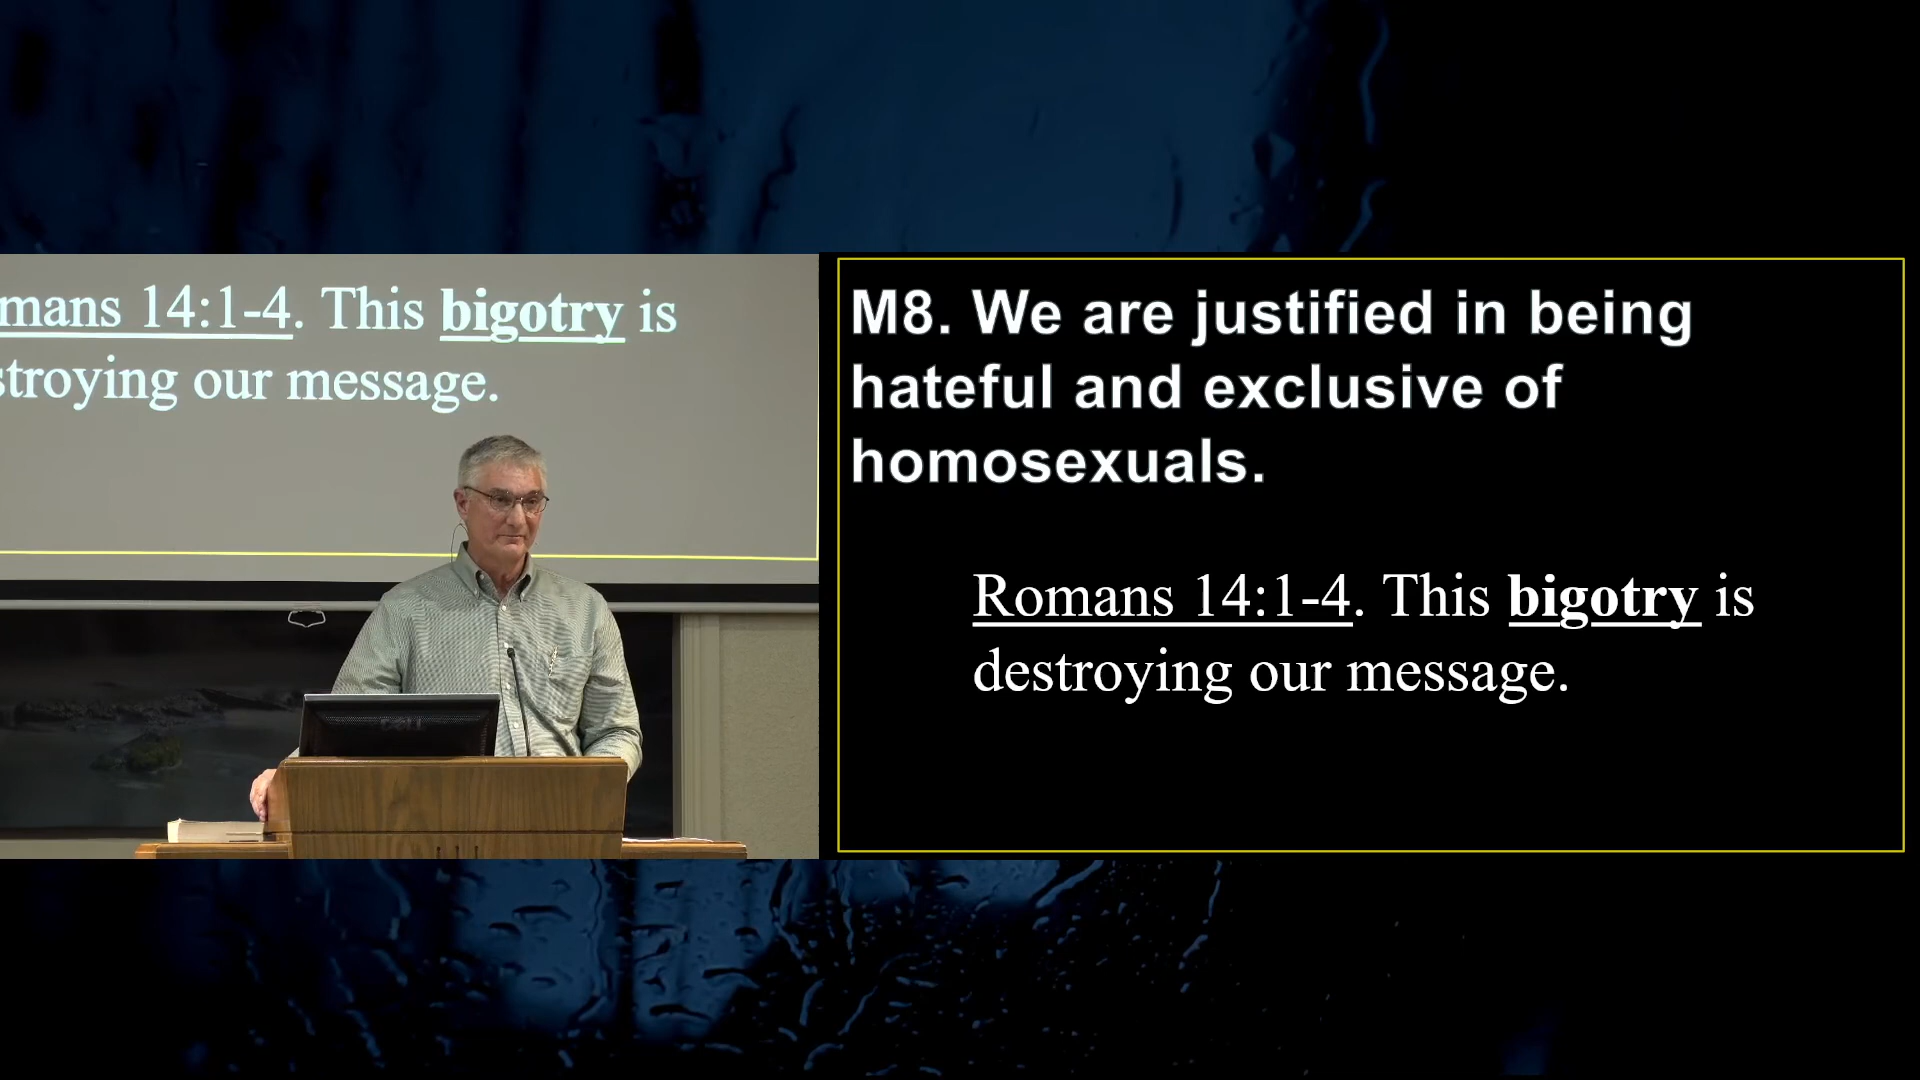 mans 14:1-4. This bigotry is
stroying our message.
DELL
M8. We are justified in being
hateful and exclusive of
homosexuals.
Romans 14:1-4. This bigotry is
destroying our message.